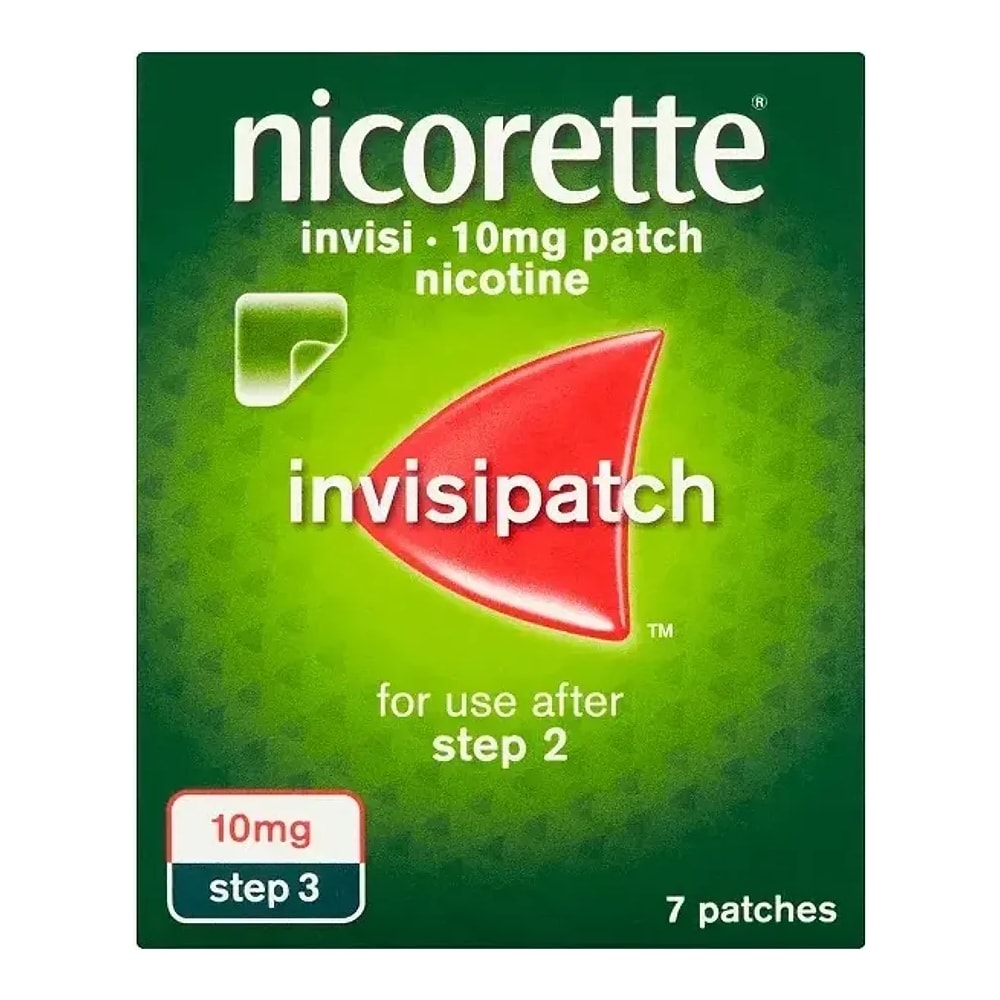 nicorette®
invisi · 10mg patch
nicotine
invisipatch
™
for use after
step 2
10mg
step 3
7 patches